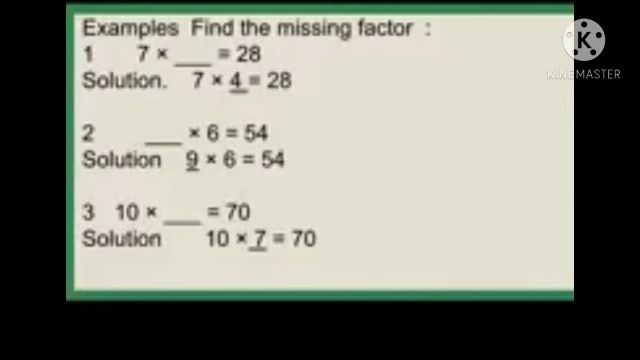 Examples Find the missing factor :
1 7 × ___ = 28
Solution. 7 × 4 = 28
2 ___ × 6 = 54
Solution 9 × 6 = 54
3 10 × ___ = 70
Solution 10 × 7 = 70
K
KINEMASTER